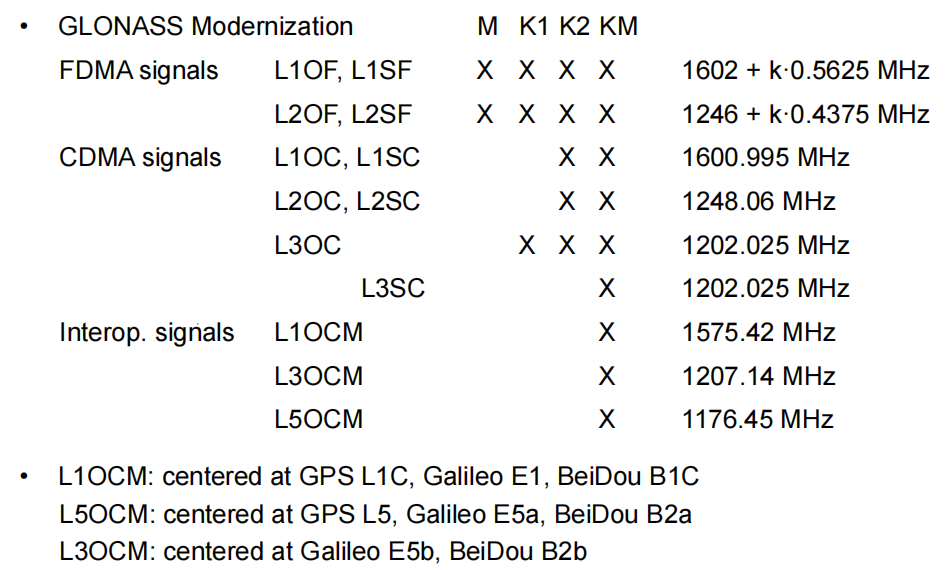 • GLONASS Modernization M K1 K2 KM
FDMA signals L1OF, L1SF X X X X 1602 + k·0.5625 MHz
L2OF, L2SF X X X X 1246 + k·0.4375 MHz
CDMA signals L1OC, L1SC X X 1600.995 MHz
L2OC, L2SC X X 1248.06 MHz
L3OC X X X 1202.025 MHz
L3SC X 1202.025 MHz
Interop. signals L1OCM X 1575.42 MHz
L3OCM X 1207.14 MHz
L5OCM X 1176.45 MHz
• L1OCM: centered at GPS L1C, Galileo E1, BeiDou B1C
L5OCM: centered at GPS L5, Galileo E5a, BeiDou B2a
L3OCM: centered at Galileo E5b, BeiDou B2b